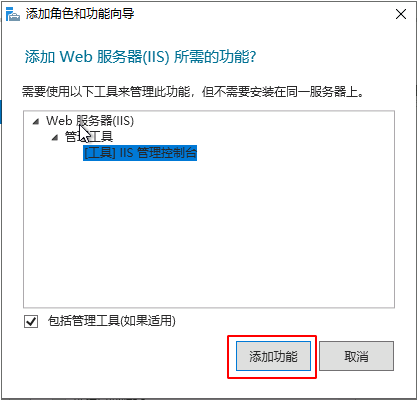 添加角色和功能向导
添加 Web 服务器(IIS) 所需的功能?
需要使用以下工具来管理此功能，但不需要安装在同一服务器上。
Web 服务器(IIS)
管理工具
[工具] IIS 管理控制台
包括管理工具(如果适用)
添加功能
取消